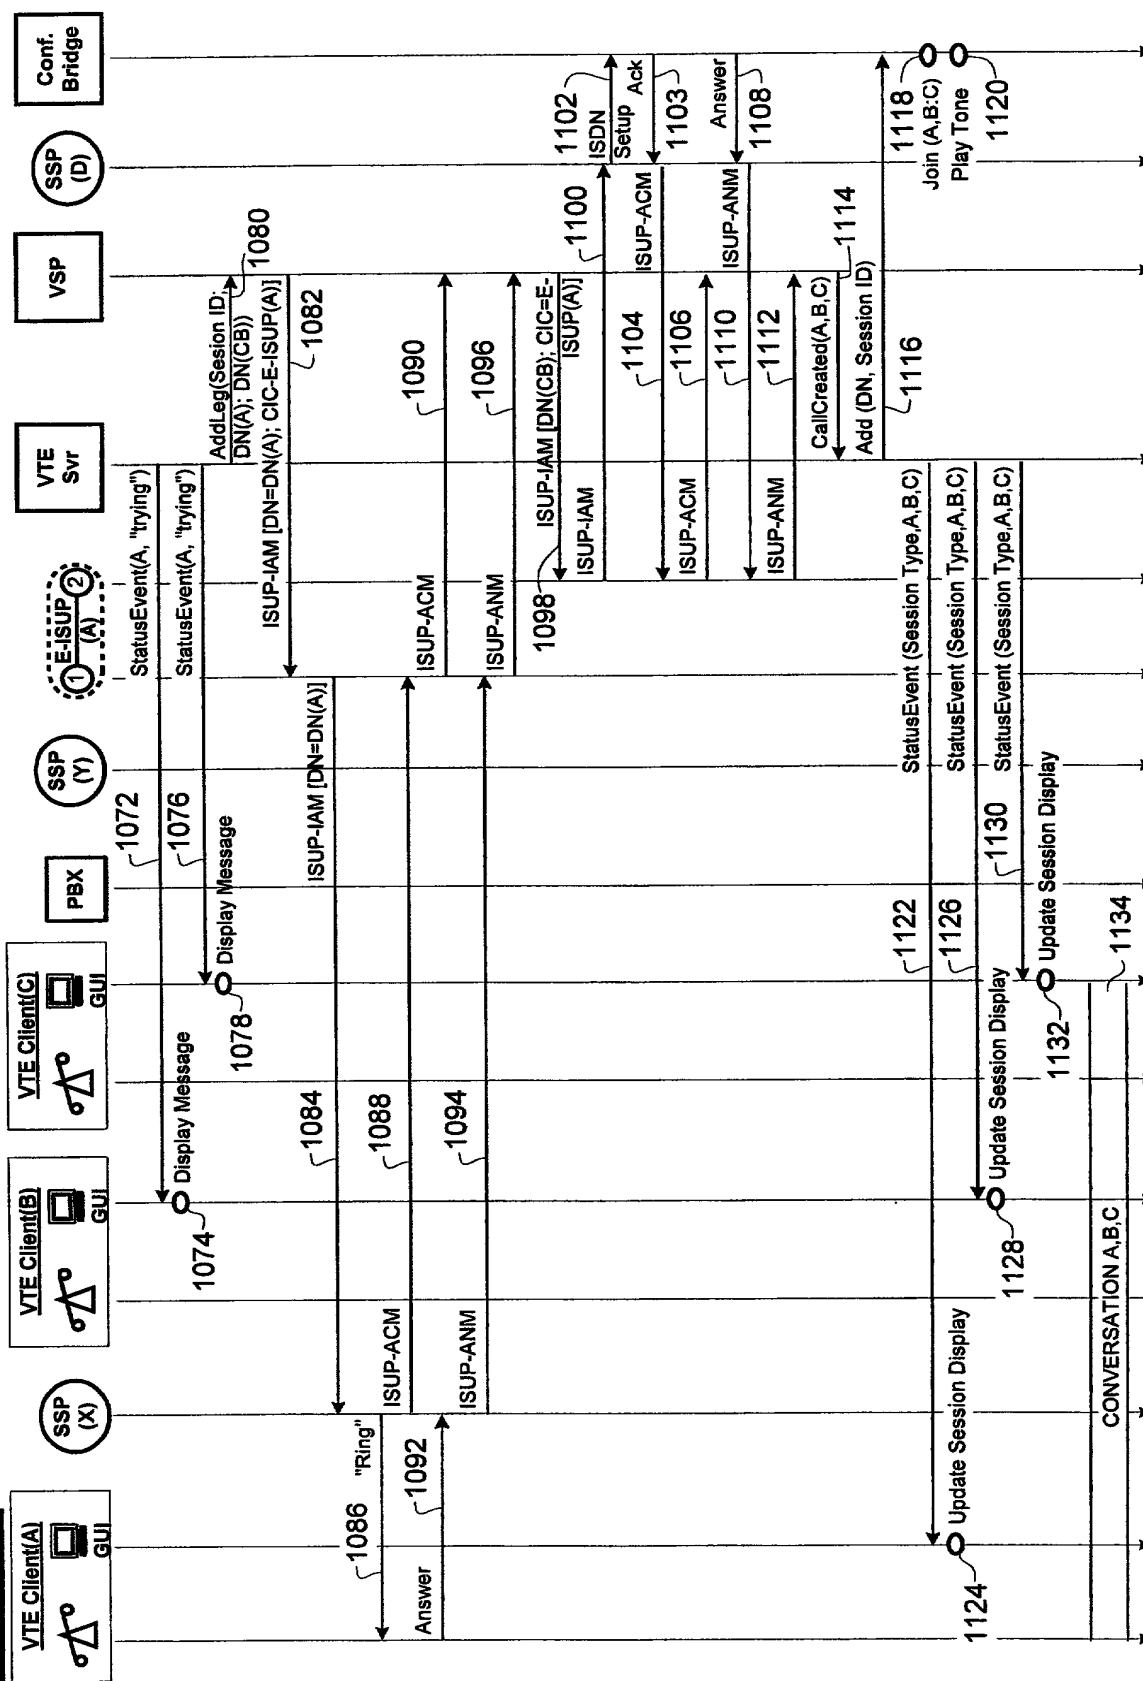 VTE Client(A)
GUI
SSP
(X)
VTE Client(B)
GUI
VTE Client(C)
GUI
PBX
SSP
(Y)
1
E-ISUP
2
(A)
VTE
Svr
VSP
SSP
(D)
Conf.
Bridge
StatusEvent(A, "trying")
1072
Display Message
1074
StatusEvent(A, "trying")
1076
Display Message
1078
AddLeg(Sesion ID;
DN(A); DN(CB))
1080
ISUP-IAM [DN=DN(A); CIC-E-ISUP(A)]
1082
ISUP-IAM [DN=DN(A)]
1084
"Ring"
1086
ISUP-ACM
1088
ISUP-ACM
1090
Answer
1092
ISUP-ANM
1094
ISUP-ANM
1096
ISUP-IAM [DN(CB); CIC=E-
ISUP(A)]
1098
ISUP-IAM
1100
ISDN
Setup
1102
Ack
1103
ISUP-ACM
1104
ISUP-ACM
1106
Answer
1108
ISUP-ANM
1110
ISUP-ANM
1112
CallCreated(A,B,C)
1114
Add (DN, Session ID)
1116
Join (A,B:C)
1118
Play Tone
1120
StatusEvent (Session Type,A,B,C)
1122
Update Session Display
1124
StatusEvent (Session Type,A,B,C)
1126
Update Session Display
1128
StatusEvent (Session Type,A,B,C)
1130
Update Session Display
1132
CONVERSATION A,B,C
1134